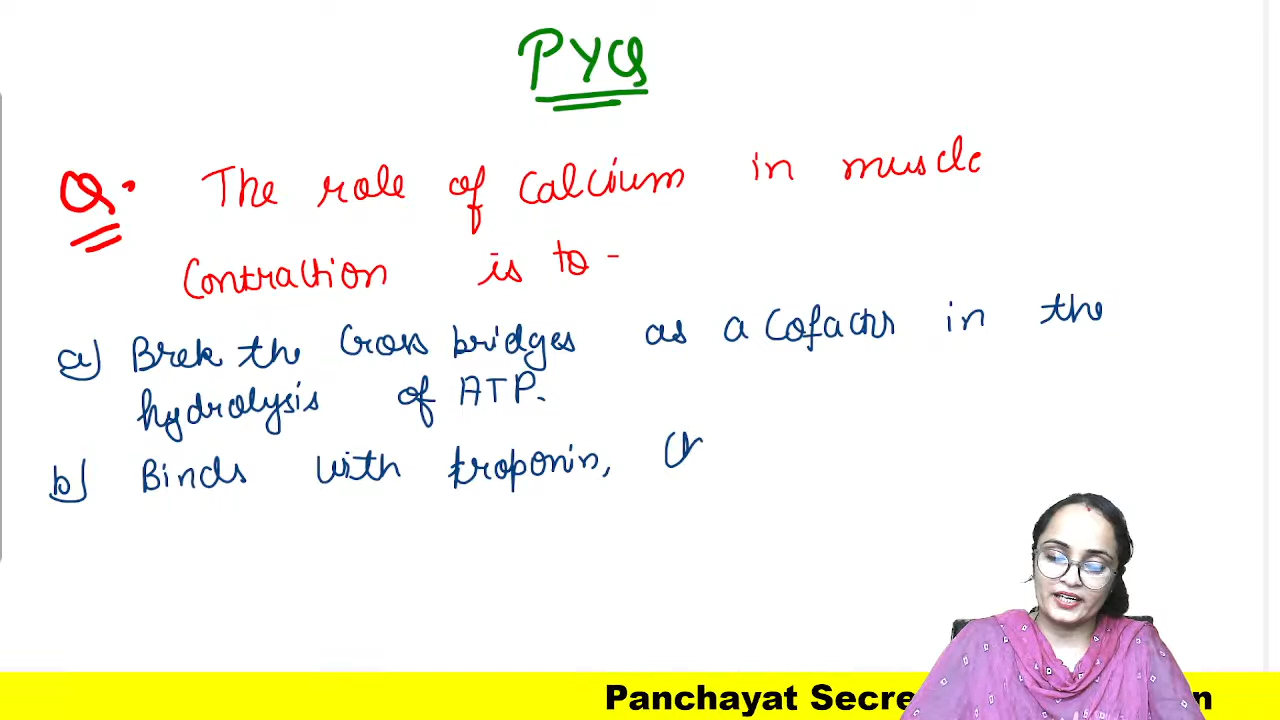 PYQ
Q. The role of Calcium in muscle
Contraction is to -
a) Brek the Cross bridges as a Cofactor in the
hydrolysis of ATP.
b) Binds with troponin, Ch
Panchayat Secre n